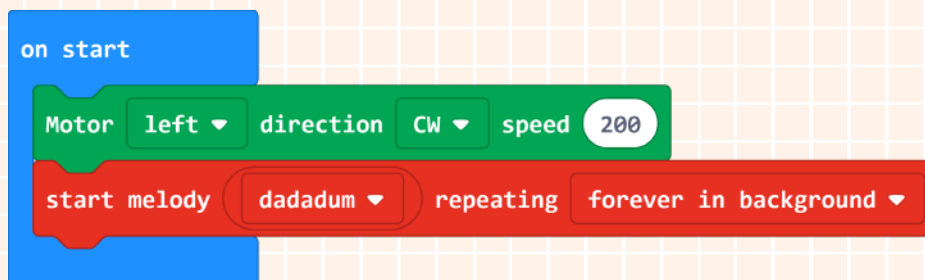 on start
Motor left direction CW speed 200
start melody dadadum repeating forever in background